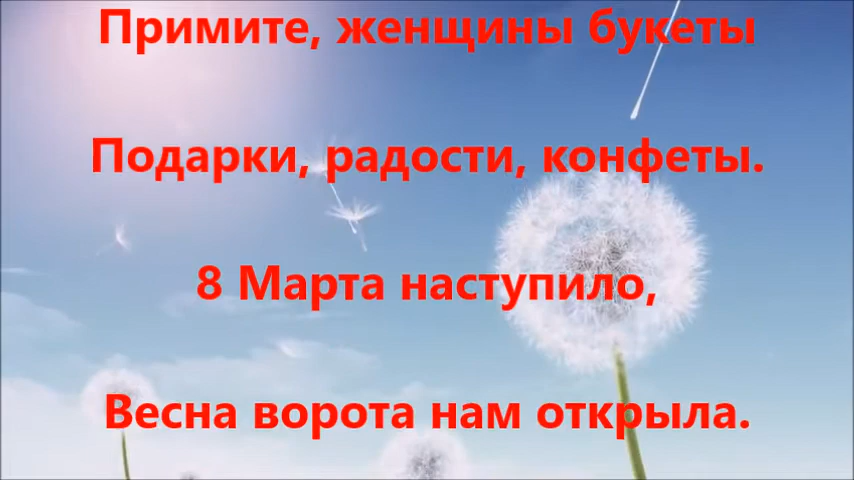 Примите, женщины букеты
Подарки, радости, конфеты.
8 Марта наступило,
Весна ворота нам открыла.